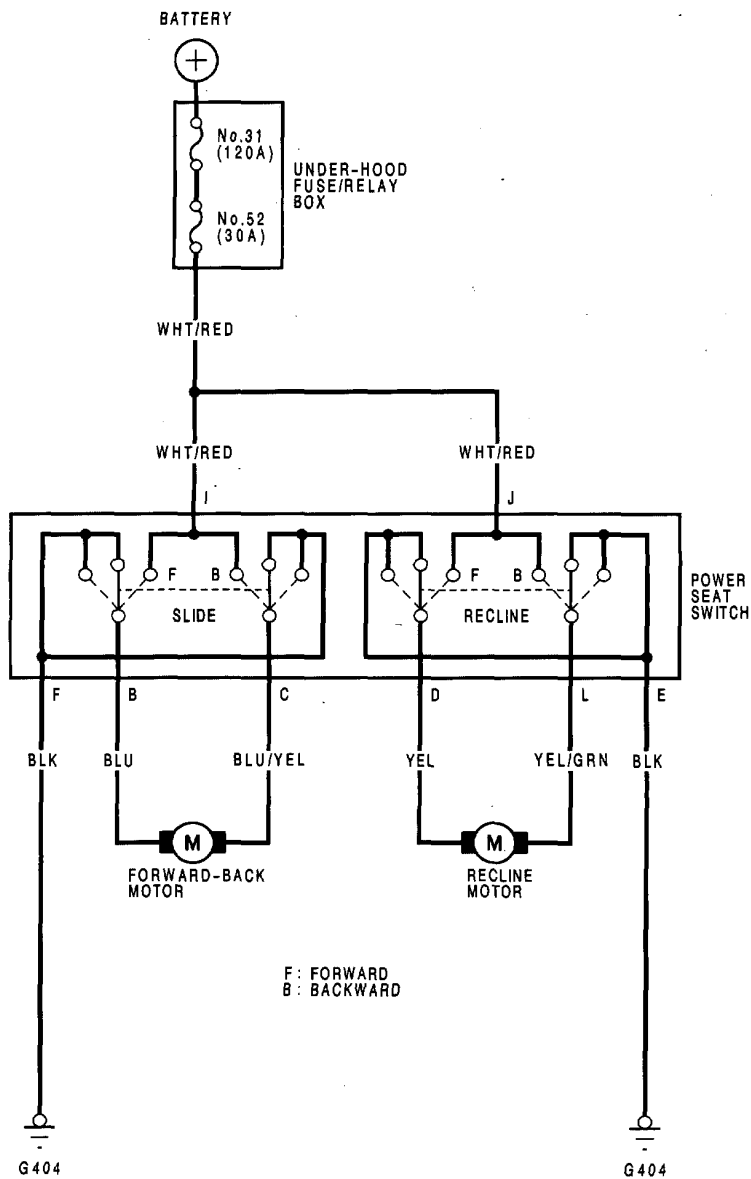 BATTERY
No.31
(120A)
No.52
(30A)
UNDER-HOOD
FUSE/RELAY
BOX
WHT/RED
WHT/RED
WHT/RED
I
J
F
B
F
B
SLIDE
RECLINE
POWER
SEAT
SWITCH
F
B
C
D
L
E
BLK
BLU
BLU/YEL
YEL
YEL/GRN
BLK
M
M
FORWARD-BACK
MOTOR
RECLINE
MOTOR
F: FORWARD
B: BACKWARD
G404
G404